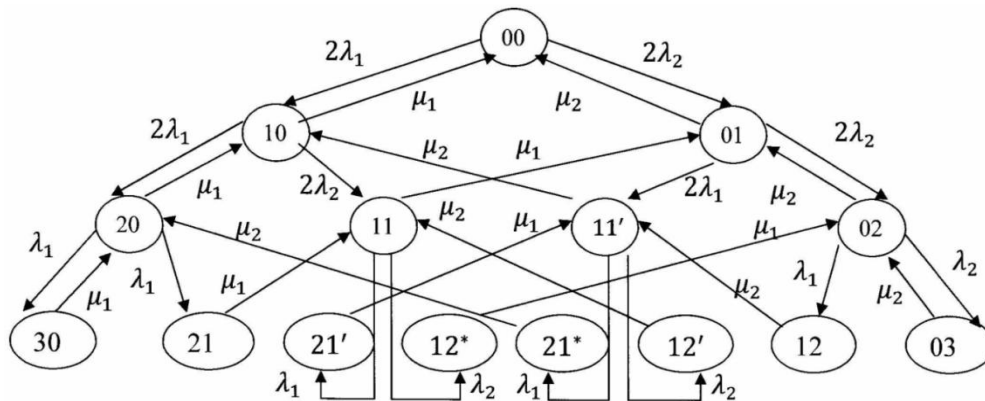 00
2λ₁ 2λ₂
μ₁ μ₂
10 01
2λ₁ μ₂ μ₁ 2λ₂
μ₁ 2λ₂ 2λ₁ μ₂
20 11 11′ 02
μ₂ μ₂ μ₁ μ₁
λ₁ λ₁ μ₁ μ₂ λ₁ λ₂
μ₁ μ₂
30 21 21′ 12* 21* 12′ 12 03
λ₁ λ₂ λ₁ λ₂